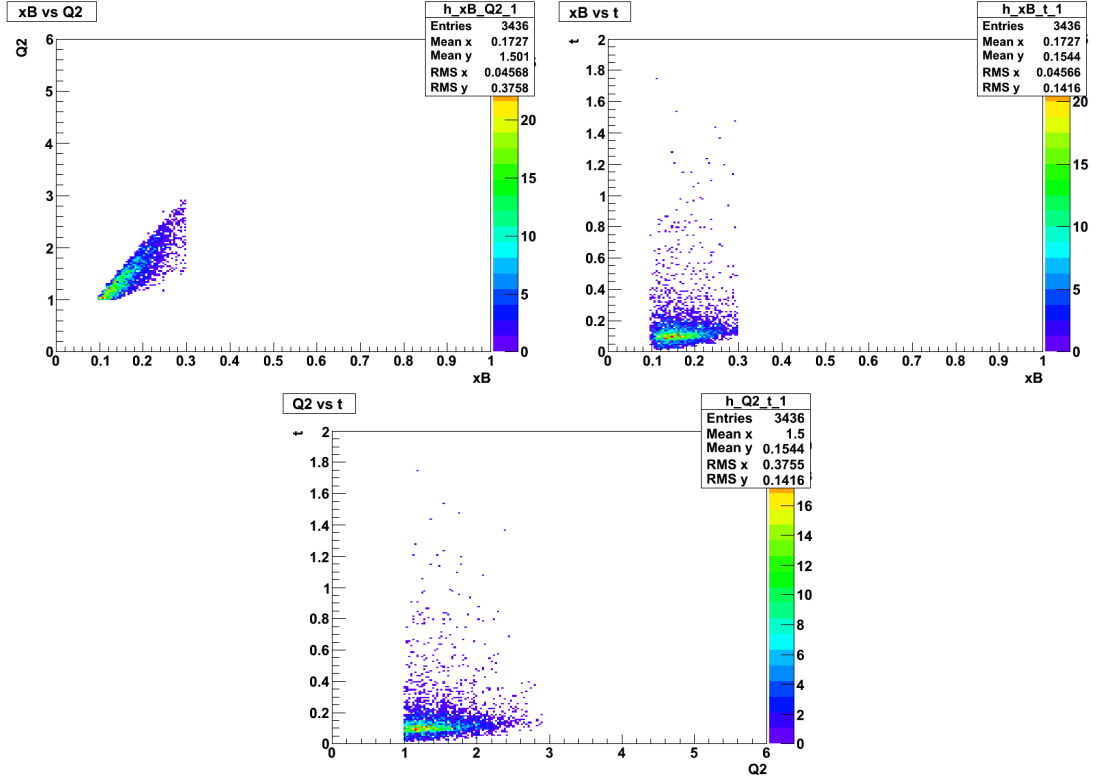 xB vs Q2
h_xB_Q2_1
Entries 3436
Mean x 0.1727
Mean y 1.501
RMS x 0.04568
RMS y 0.3758
Q2
6
5
4
3
2
1
0
0 0.1 0.2 0.3 0.4 0.5 0.6 0.7 0.8 0.9 1
xB
20
15
10
5
0
xB vs t
h_xB_t_1
Entries 3436
Mean x 0.1727
Mean y 0.1544
RMS x 0.04566
RMS y 0.1416
t
2
1.8
1.6
1.4
1.2
1
0.8
0.6
0.4
0.2
0
0 0.1 0.2 0.3 0.4 0.5 0.6 0.7 0.8 0.9 1
xB
20
15
10
5
0
Q2 vs t
h_Q2_t_1
Entries 3436
Mean x 1.5
Mean y 0.1544
RMS x 0.3755
RMS y 0.1416
t
2
1.8
1.6
1.4
1.2
1
0.8
0.6
0.4
0.2
0
0 1 2 3 4 5 6
Q2
16
14
12
10
8
6
4
2
0